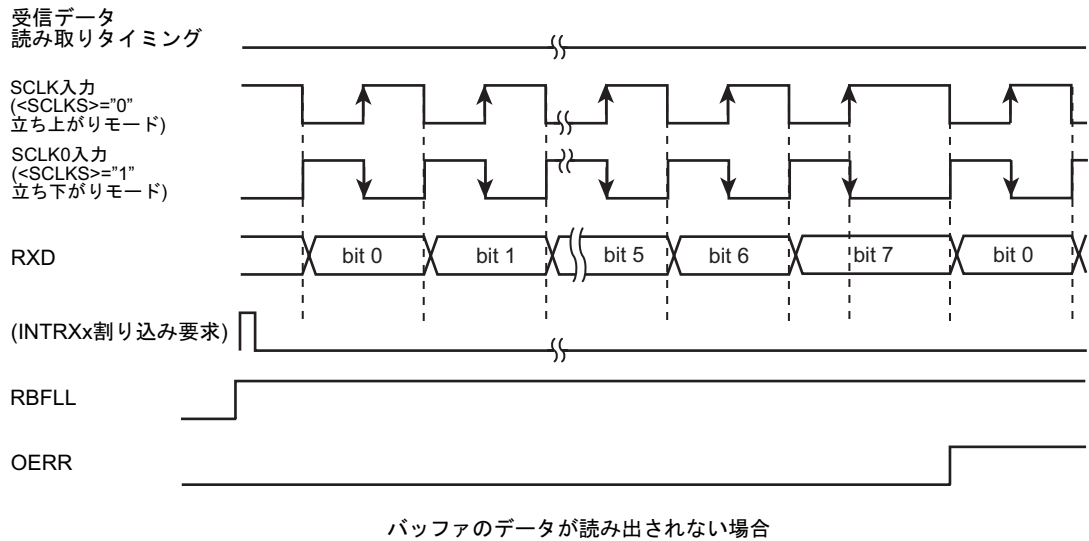 受信データ
読み取りタイミング
SCLK入力
(<SCLKS>=”0”
立ち上がりモード)
SCLK0入力
(<SCLKS>=”1”
立ち下がりモード)
RXD
bit 0
bit 1
bit 5
bit 6
bit 7
bit 0
(INTRXx割り込み要求)
RBFLL
OERR
バッファのデータが読み出されない場合